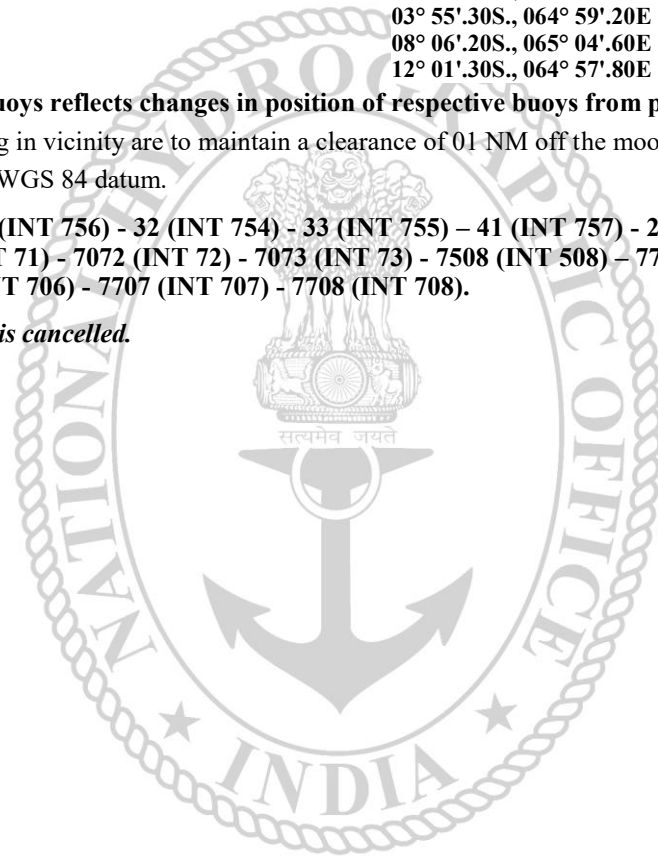 03° 55'.30S., 064° 59'.20E
08° 06'.20S., 065° 04'.60E
12° 01'.30S., 064° 57'.80E
uoys reflects changes in position of respective buoys from p
g in vicinity are to maintain a clearance of 01 NM off the moo
WGS 84 datum.
(INT 756) - 32 (INT 754) - 33 (INT 755) – 41 (INT 757) - 2
T 71) - 7072 (INT 72) - 7073 (INT 73) - 7508 (INT 508) – 77
NT 706) - 7707 (INT 707) - 7708 (INT 708).
is cancelled.
NATIONAL HYDROGRAPHIC OFFICE
सत्यमेव जयते
INDIA